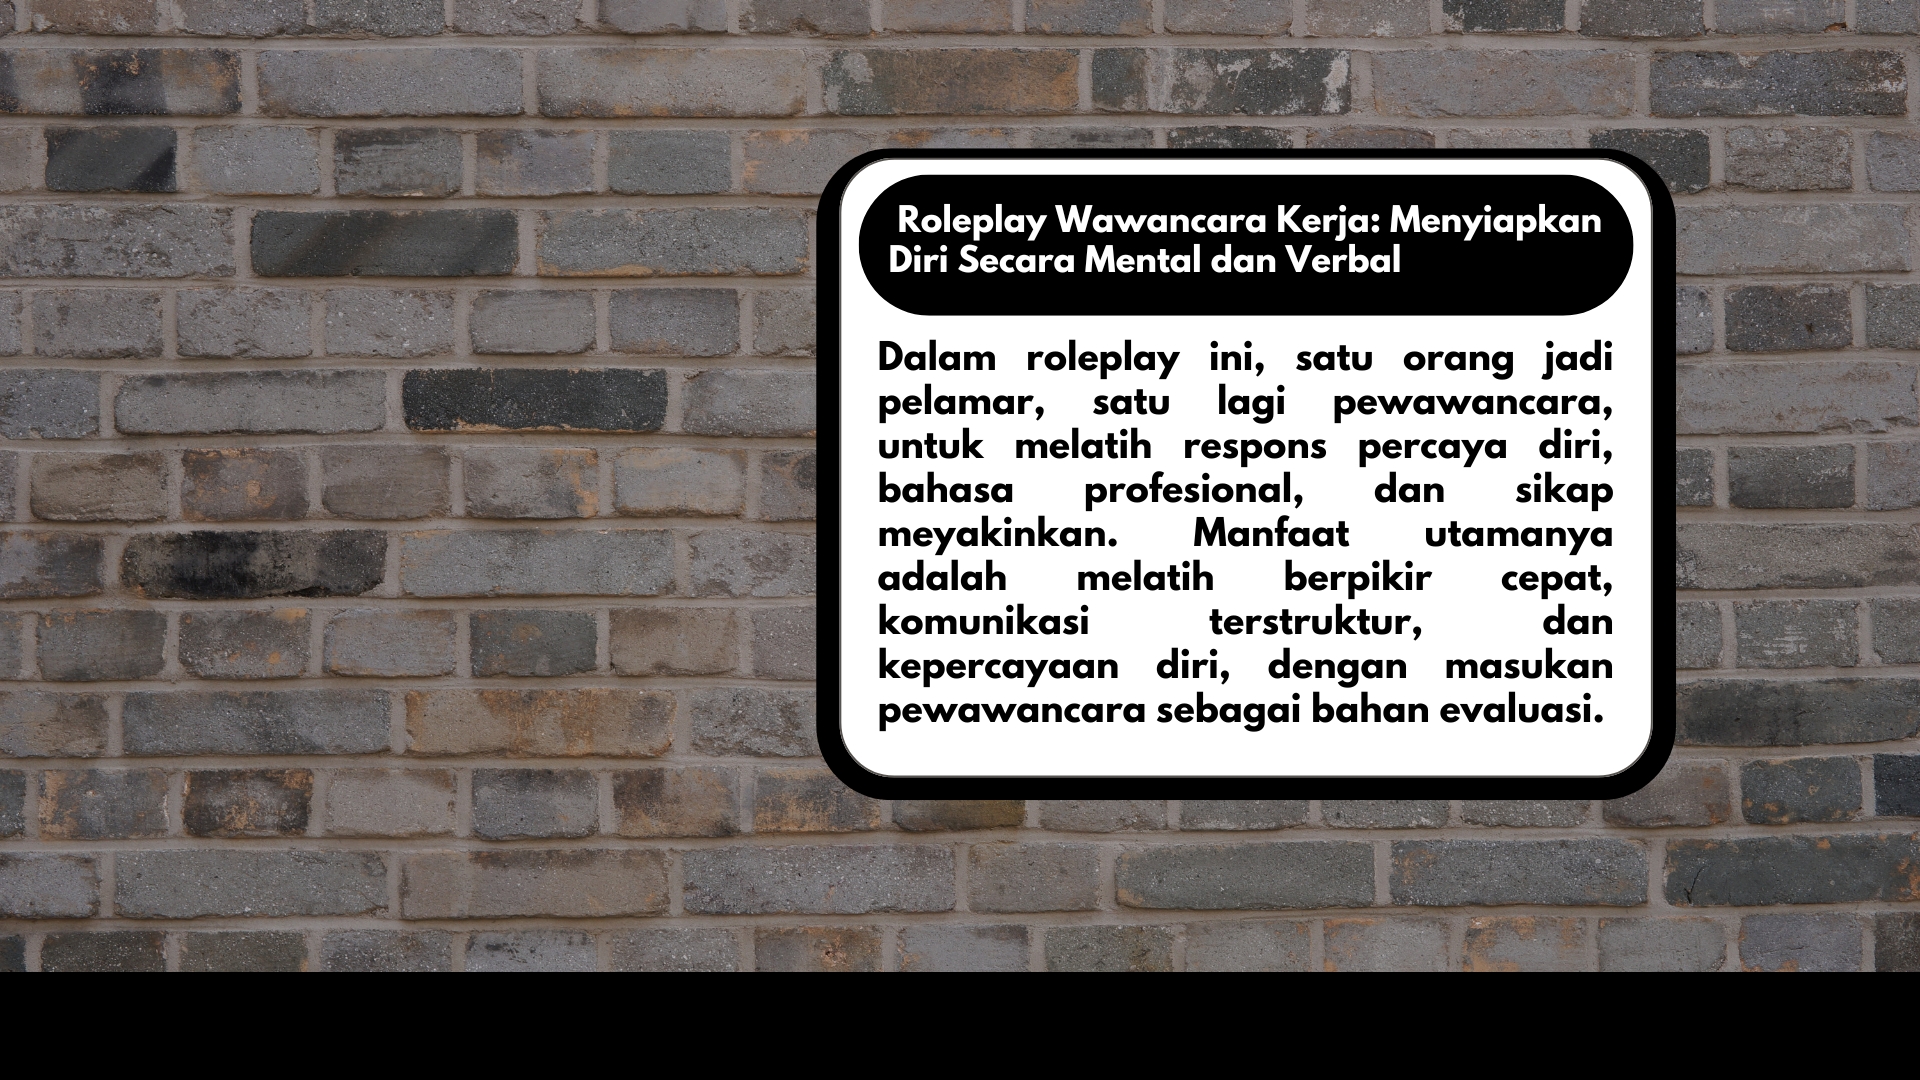 Roleplay Wawancara Kerja: Menyiapkan
Diri Secara Mental dan Verbal
Dalam roleplay ini, satu orang jadi
pelamar, satu lagi pewawancara,
untuk melatih respons percaya diri,
bahasa profesional, dan sikap
meyakinkan. Manfaat utamanya
adalah melatih berpikir cepat,
komunikasi terstruktur, dan
kepercayaan diri, dengan masukan
pewawancara sebagai bahan evaluasi.